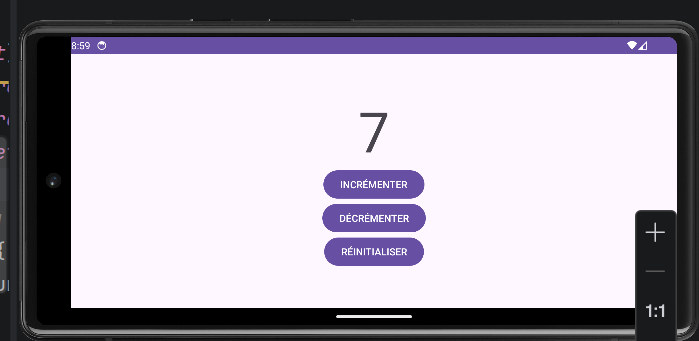 8:59
7
INCRÉMENTER
DÉCRÉMENTER
RÉINITIALISER
1:1